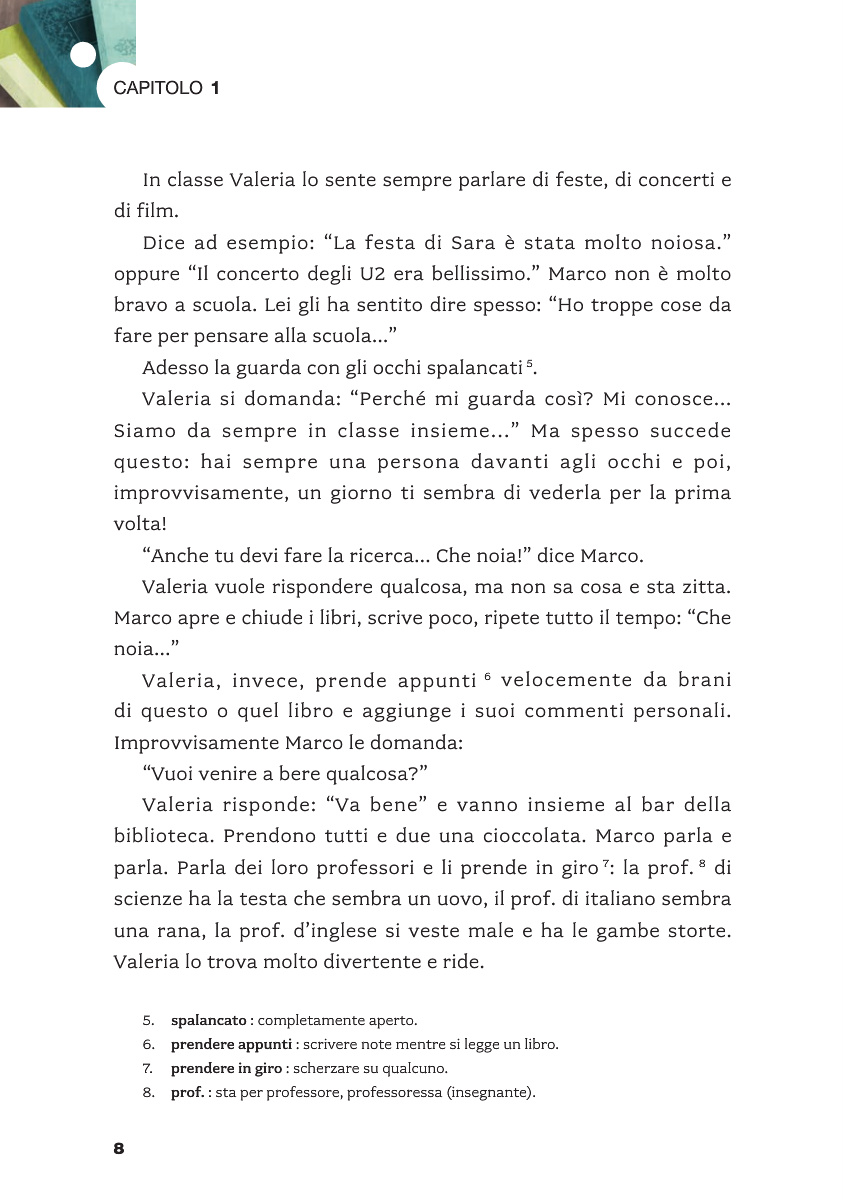 CAPITOLO 1
In classe Valeria lo sente sempre parlare di feste, di concerti e
di film.
Dice ad esempio: “La festa di Sara è stata molto noiosa.”
oppure “Il concerto degli U2 era bellissimo.” Marco non è molto
bravo a scuola. Lei gli ha sentito dire spesso: “Ho troppe cose da
fare per pensare alla scuola...”
Adesso la guarda con gli occhi spalancati⁵.
Valeria si domanda: “Perché mi guarda così? Mi conosce...
Siamo da sempre in classe insieme...” Ma spesso succede
questo: hai sempre una persona davanti agli occhi e poi,
improvvisamente, un giorno ti sembra di vederla per la prima
volta!
“Anche tu devi fare la ricerca... Che noia!” dice Marco.
Valeria vuole rispondere qualcosa, ma non sa cosa e sta zitta.
Marco apre e chiude i libri, scrive poco, ripete tutto il tempo: “Che
noia...”
Valeria, invece, prende appunti ⁶ velocemente da brani
di questo o quel libro e aggiunge i suoi commenti personali.
Improvvisamente Marco le domanda:
“Vuoi venire a bere qualcosa?”
Valeria risponde: “Va bene” e vanno insieme al bar della
biblioteca. Prendono tutti e due una cioccolata. Marco parla e
parla. Parla dei loro professori e li prende in giro⁷: la prof. ⁸ di
scienze ha la testa che sembra un uovo, il prof. di italiano sembra
una rana, la prof. d’inglese si veste male e ha le gambe storte.
Valeria lo trova molto divertente e ride.
5. spalancato : completamente aperto.
6. prendere appunti : scrivere note mentre si legge un libro.
7. prendere in giro : scherzare su qualcuno.
8. prof. : sta per professore, professoressa (insegnante).
8